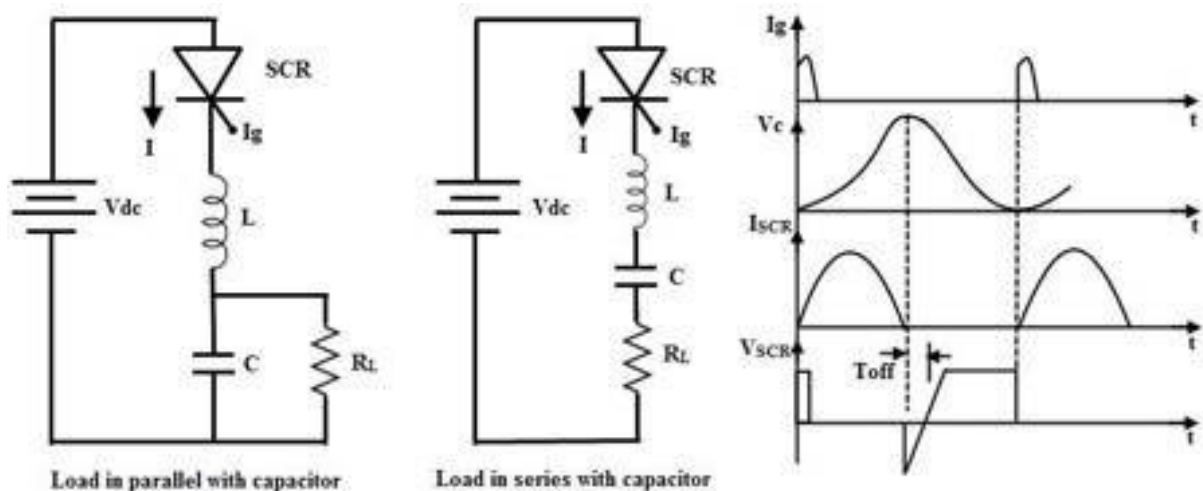 SCR
I
Ig
Vdc
L
C
RL
Load in parallel with capacitor
SCR
I
Ig
Vdc
L
C
RL
Load in series with capacitor
Ig
t
Vc
t
ISCR
t
VSCR
Toff
t